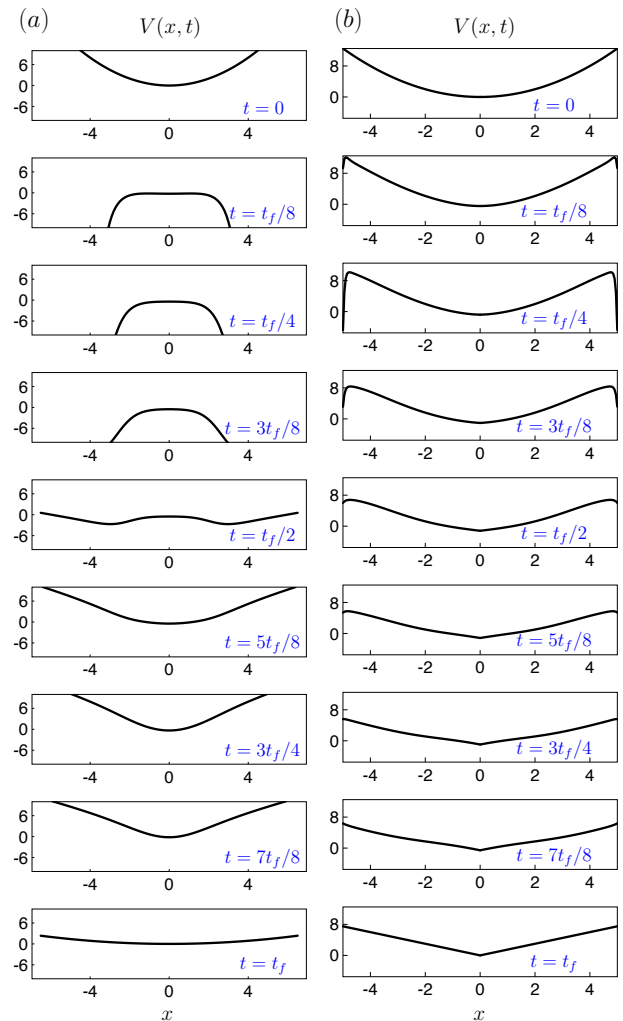 (a) V(x,t) (b) V(x,t)
6 0 -6 -4 0 4 t = 0
8 0 -4 -2 0 2 4 t = 0
6 0 -6 -4 0 4 t = t_f/8
8 0 -4 -2 0 2 4 t = t_f/8
6 0 -6 -4 0 4 t = t_f/4
8 0 -4 -2 0 2 4 t = t_f/4
6 0 -6 -4 0 4 t = 3t_f/8
8 0 -4 -2 0 2 4 t = 3t_f/8
6 0 -6 -4 0 4 t = t_f/2
8 0 -4 -2 0 2 4 t = t_f/2
6 0 -6 -4 0 4 t = 5t_f/8
8 0 -4 -2 0 2 4 t = 5t_f/8
6 0 -6 -4 0 4 t = 3t_f/4
8 0 -4 -2 0 2 4 t = 3t_f/4
6 0 -6 -4 0 4 t = 7t_f/8
8 0 -4 -2 0 2 4 t = 7t_f/8
6 0 -6 -4 0 4 t = t_f
8 0 -4 -2 0 2 4 t = t_f
x x